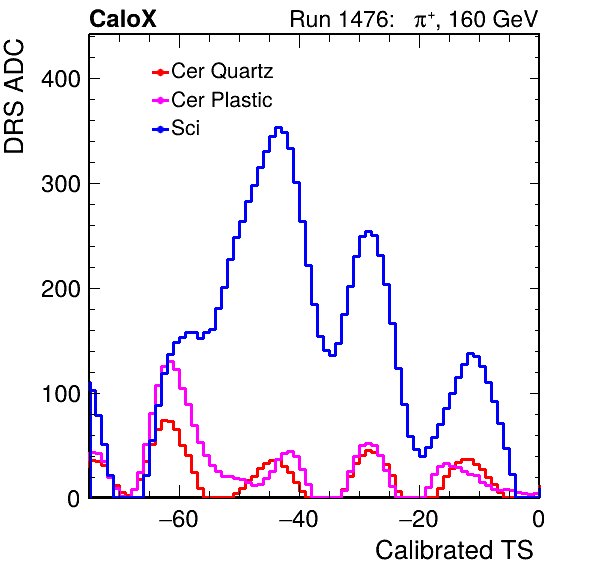 CaloX Run 1476: π⁺, 160 GeV
DRS ADC
Cer Quartz
Cer Plastic
Sci
400
300
200
100
0
−60 −40 −20 0
Calibrated TS